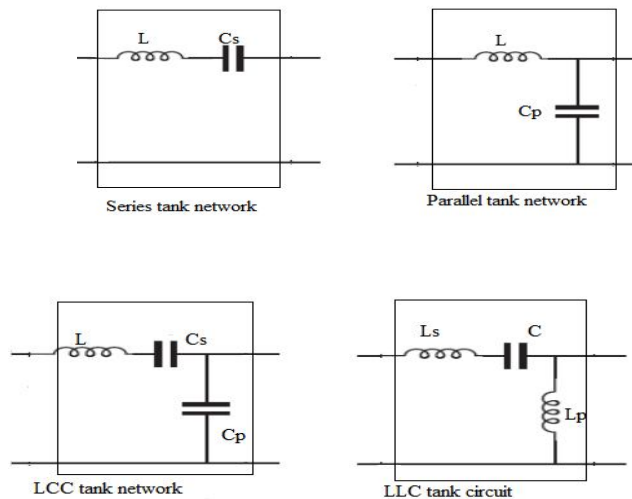 L Cs
Series tank network
L
Cp
Parallel tank network
L Cs
Cp
LCC tank network
Ls C
Lp
LLC tank circuit